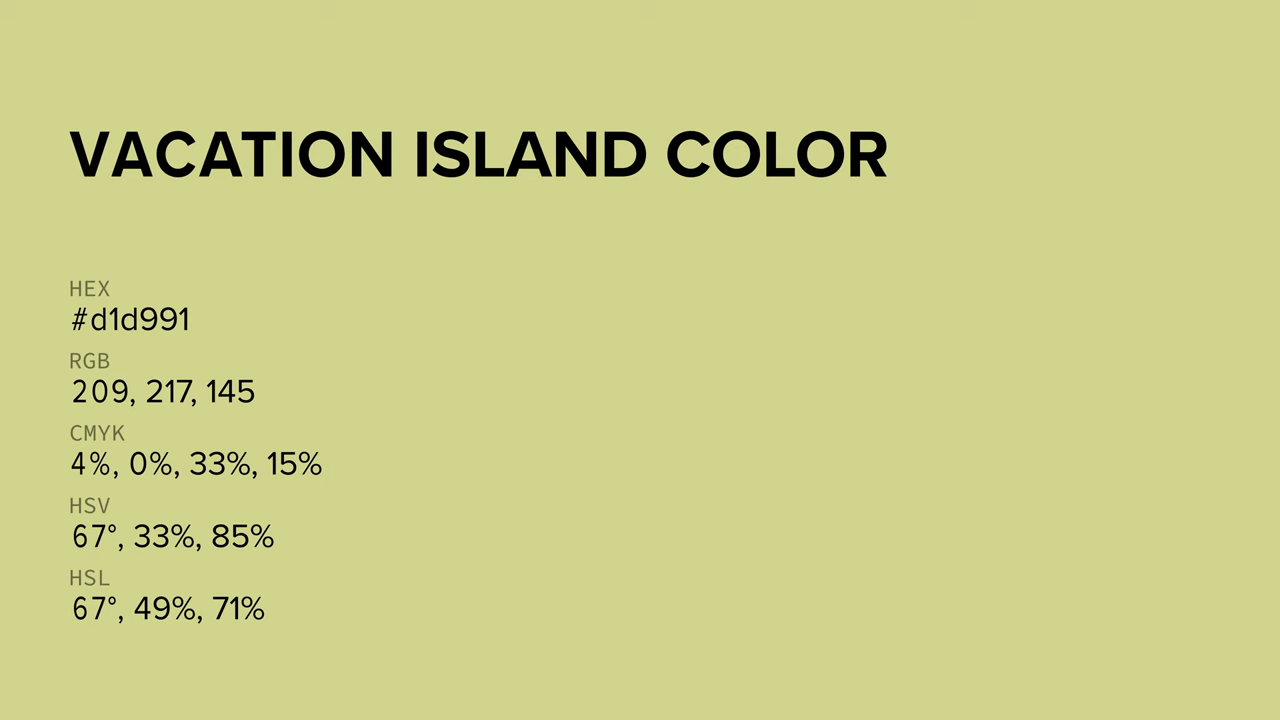 VACATION ISLAND COLOR
HEX
#d1d991
RGB
209, 217, 145
CMYK
4%, 0%, 33%, 15%
HSV
67°, 33%, 85%
HSL
67°, 49%, 71%